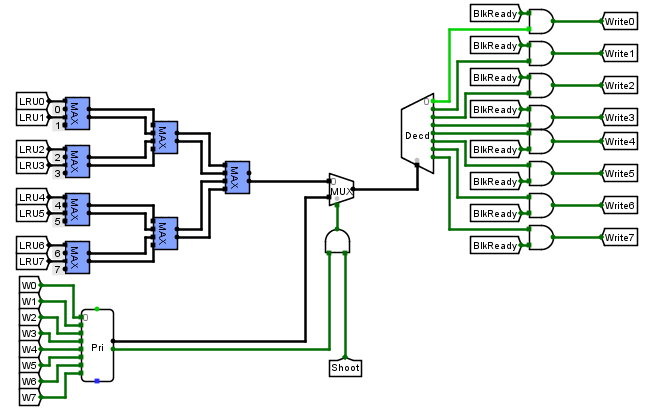 BlkReady
Write0
BlkReady
Write1
BlkReady
Write2
BlkReady
Write3
Write4
BlkReady
Write5
BlkReady
Write6
BlkReady
Write7
BlkReady
0
Decd
LRU0
0
LRU1
1
MAX
LRU2
2
LRU3
3
MAX
MAX
LRU4
4
LRU5
5
MAX
LRU6
6
LRU7
7
MAX
MAX
MAX
0
MUX
W0
W1
W2
W3
W4
W5
W6
W7
0
Pri
Shoot